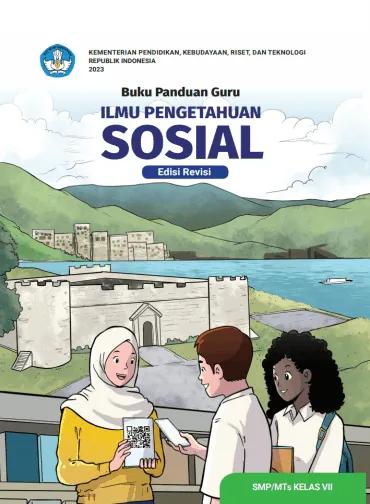 KEMENTERIAN PENDIDIKAN, KEBUDAYAAN, RISET, DAN TEKNOLOGI
REPUBLIK INDONESIA
2023
Buku Panduan Guru
ILMU PENGETAHUAN
SOSIAL
Edisi Revisi
SMP/MTs KELAS VII